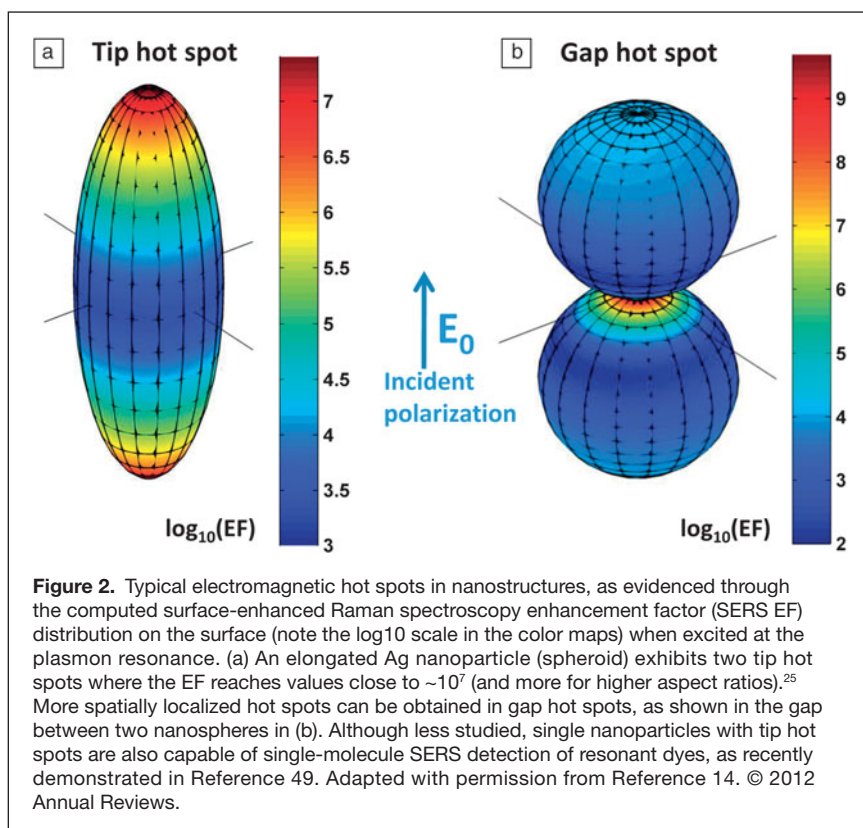 a Tip hot spot
7
6.5
6
5.5
5
4.5
4
3.5
3
log10(EF)
E0
Incident
polarization
b Gap hot spot
9
8
7
6
5
4
3
2
log10(EF)
Figure 2. Typical electromagnetic hot spots in nanostructures, as evidenced through
the computed surface-enhanced Raman spectroscopy enhancement factor (SERS EF)
distribution on the surface (note the log10 scale in the color maps) when excited at the
plasmon resonance. (a) An elongated Ag nanoparticle (spheroid) exhibits two tip hot
spots where the EF reaches values close to ~10⁷ (and more for higher aspect ratios).²⁵
More spatially localized hot spots can be obtained in gap hot spots, as shown in the gap
between two nanospheres in (b). Although less studied, single nanoparticles with tip hot
spots are also capable of single-molecule SERS detection of resonant dyes, as recently
demonstrated in Reference 49. Adapted with permission from Reference 14. © 2012
Annual Reviews.